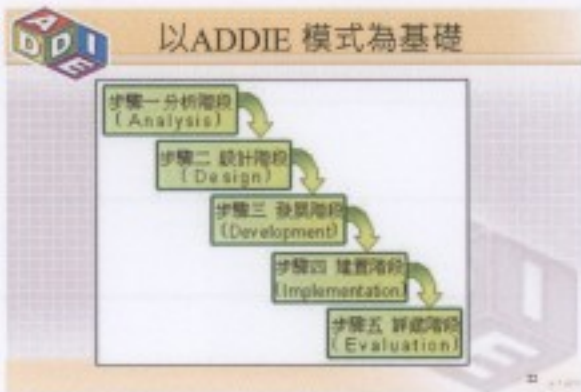 ADDIE
以ADDIE 模式為基礎
步驟一 分析階段
(Analysis)
步驟二 設計階段
(Design)
步驟三 發展階段
(Development)
步驟四 建置階段
(Implementation)
步驟五 評鑑階段
(Evaluation)